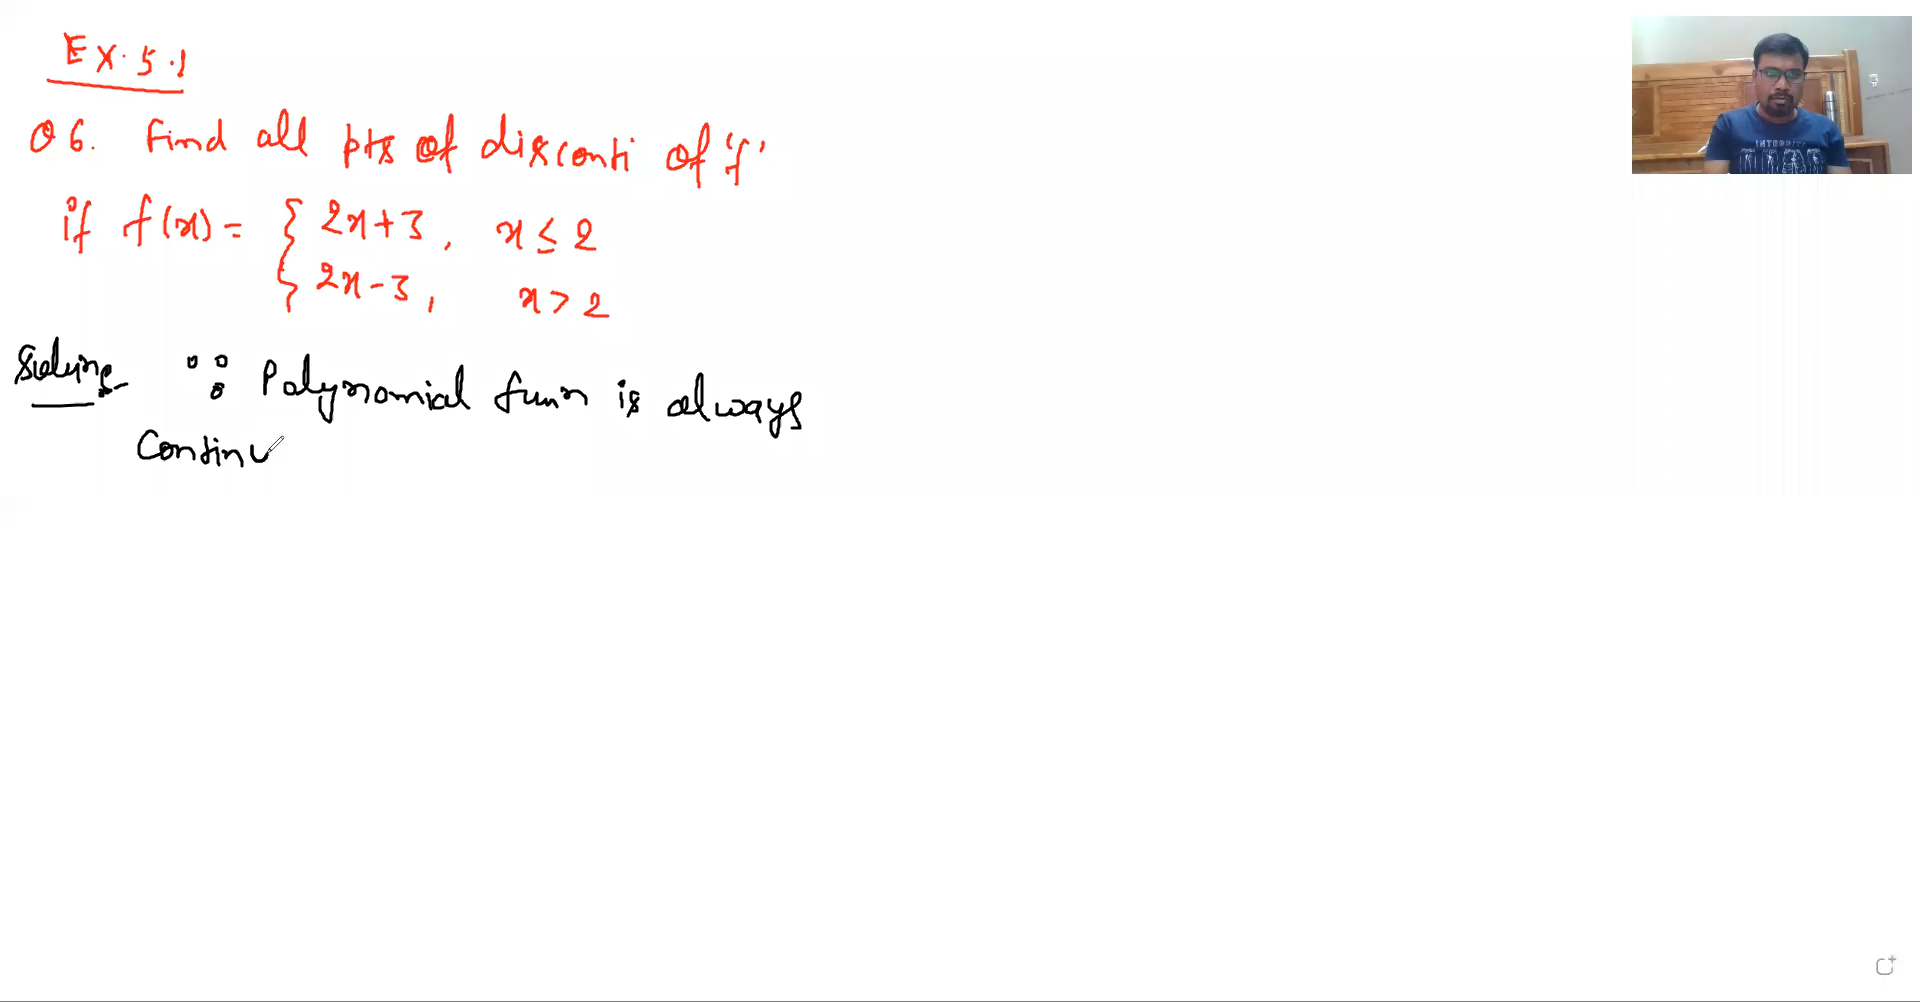 Ex. 5.1
Q6. Find all pts of disconti of 'f'
if f(x) = { 2x+3, x ≤ 2
{ 2x-3, x > 2
∵ Polynomial funn is always
Continu